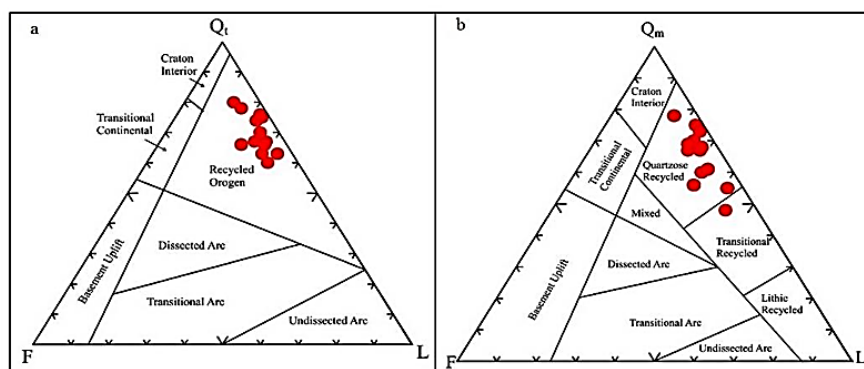 a
Qt
Craton
Interior
Transitional
Continental
Recycled
Orogen
Dissected Arc
Basement Uplift
Transitional Arc
Undissected Arc
F
L
b
Qm
Craton
Interior
Transitional
Continental
Quartzose
Recycled
Mixed
Transitional
Recycled
Dissected Arc
Basement Uplift
Lithic
Recycled
Transitional Arc
Undissected Arc
F
L